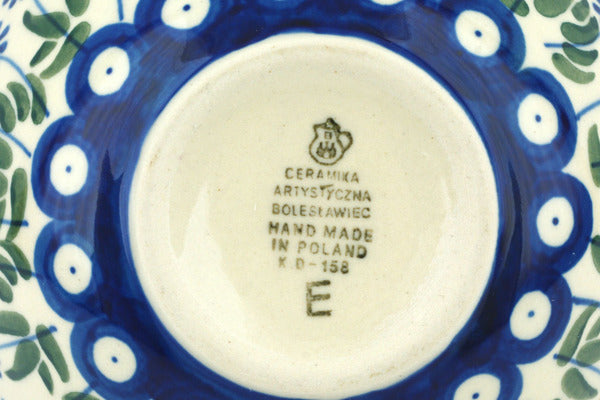 CERAMIKA
ARTYSTYCZNA
BOLESŁAWIEC
HAND MADE
IN POLAND
K D-158
E